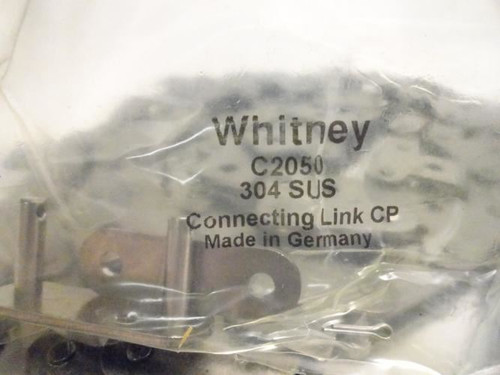 Whitney
C2050
304 SUS
Connecting Link CP
Made in Germany